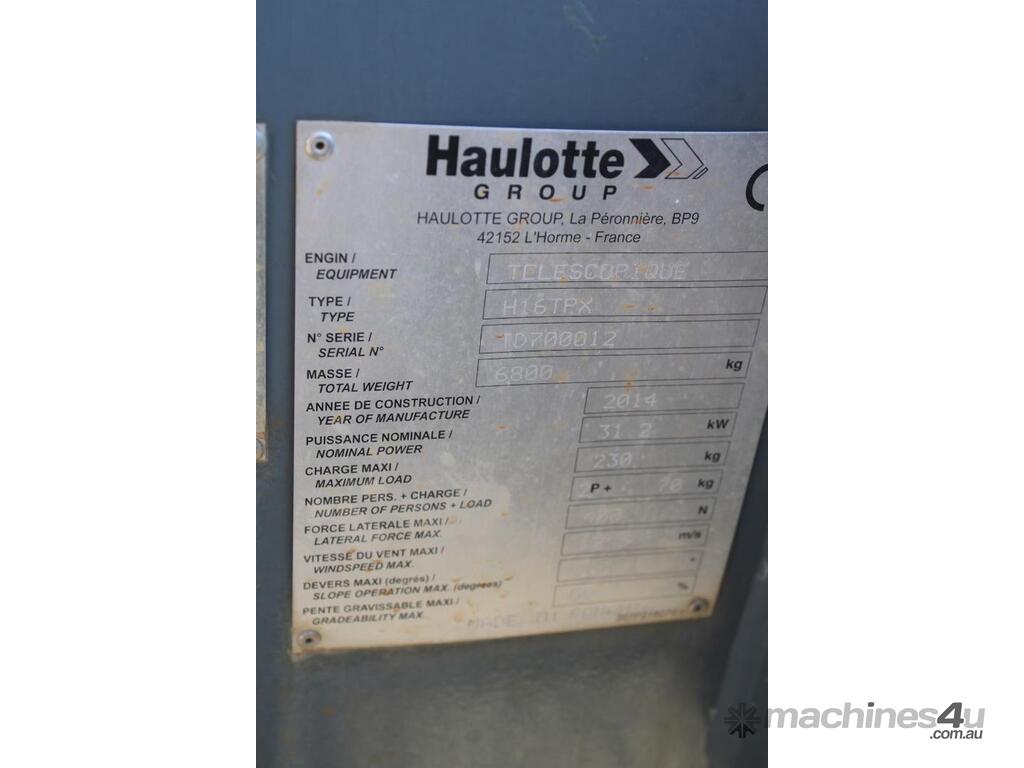 Haulotte
GROUP
HAULOTTE GROUP, La Péronnière, BP9
42152 L'Horme - France
ENGIN /
EQUIPMENT
TELESCOPIQUE
TYPE /
TYPE
H16TPX
N° SERIE /
SERIAL N°
TD700012
MASSE /
TOTAL WEIGHT
6800 kg
ANNEE DE CONSTRUCTION /
YEAR OF MANUFACTURE
2014
PUISSANCE NOMINALE /
NOMINAL POWER
31.2 kW
CHARGE MAXI /
MAXIMUM LOAD
230 kg
NOMBRE PERS. + CHARGE /
NUMBER OF PERSONS + LOAD
P + 70 kg
FORCE LATERALE MAXI /
LATERAL FORCE MAX.
N
VITESSE DU VENT MAXI /
WINDSPEED MAX.
m/s
DEVERS MAXI (degrés) /
SLOPE OPERATION MAX. (degrees)
°
PENTE GRAVISSABLE MAXI /
GRADEABILITY MAX.
%
MADE
machines4u
.com.au